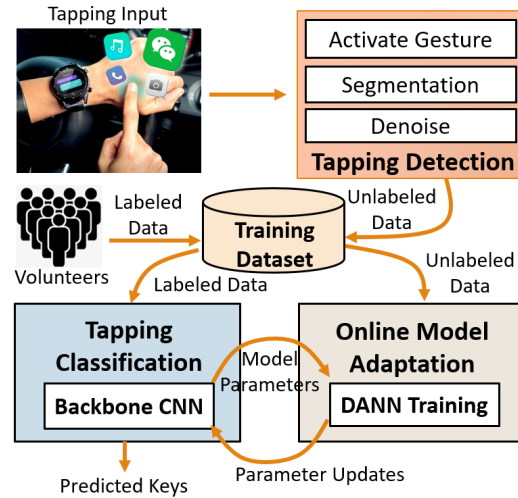 Tapping Input
Activate Gesture
Segmentation
Denoise
Tapping Detection
Labeled
Data
Unlabeled
Data
Volunteers
Training
Dataset
Labeled Data
Unlabeled
Data
Tapping
Classification
Backbone CNN
Model
Parameters
Online Model
Adaptation
DANN Training
Parameter Updates
Predicted Keys